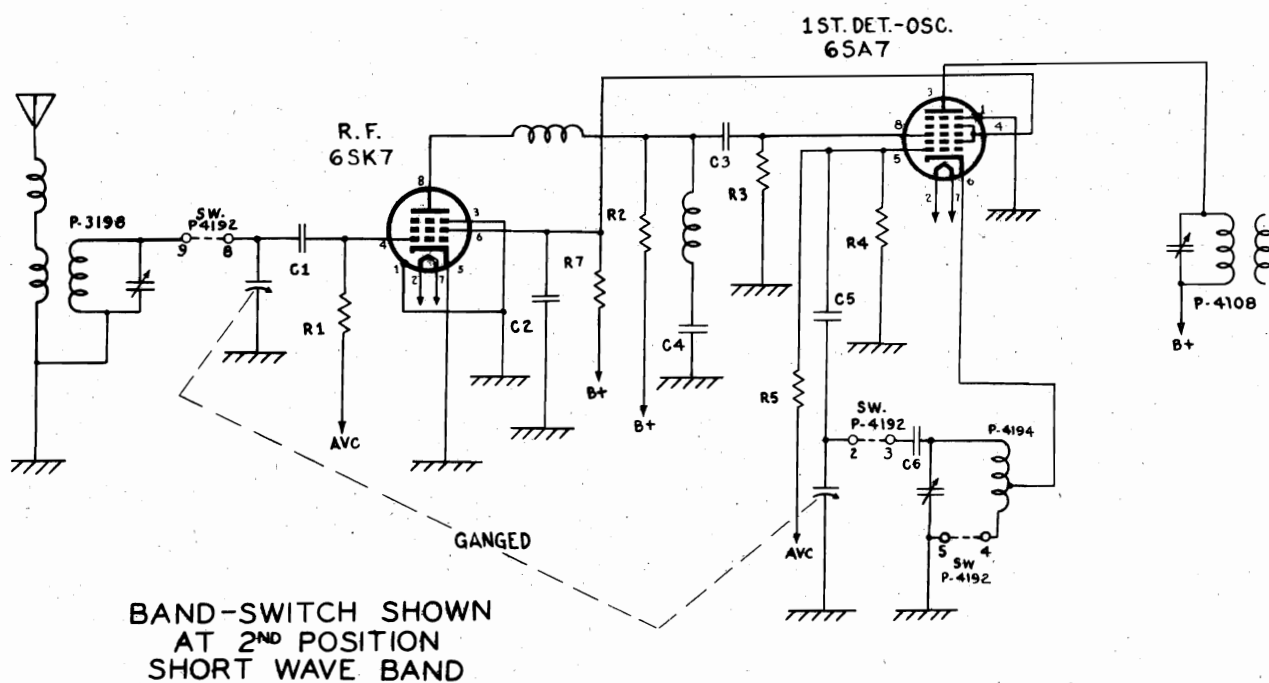 1ST. DET.-OSC.
6SA7
R.F.
6SK7
P-3198
SW.
P4192
9
8
C1
R1
AVC
8
4
3
6
1
2
7
5
C2
R7
B+
R2
B+
C3
C4
R3
3
8
5
1
4
2
7
6
R4
C5
R5
AVC
SW.
P-4192
2
3
C6
P-4194
5
4
SW
P-4192
P-4108
B+
GANGED
BAND-SWITCH SHOWN
AT 2ND POSITION
SHORT WAVE BAND